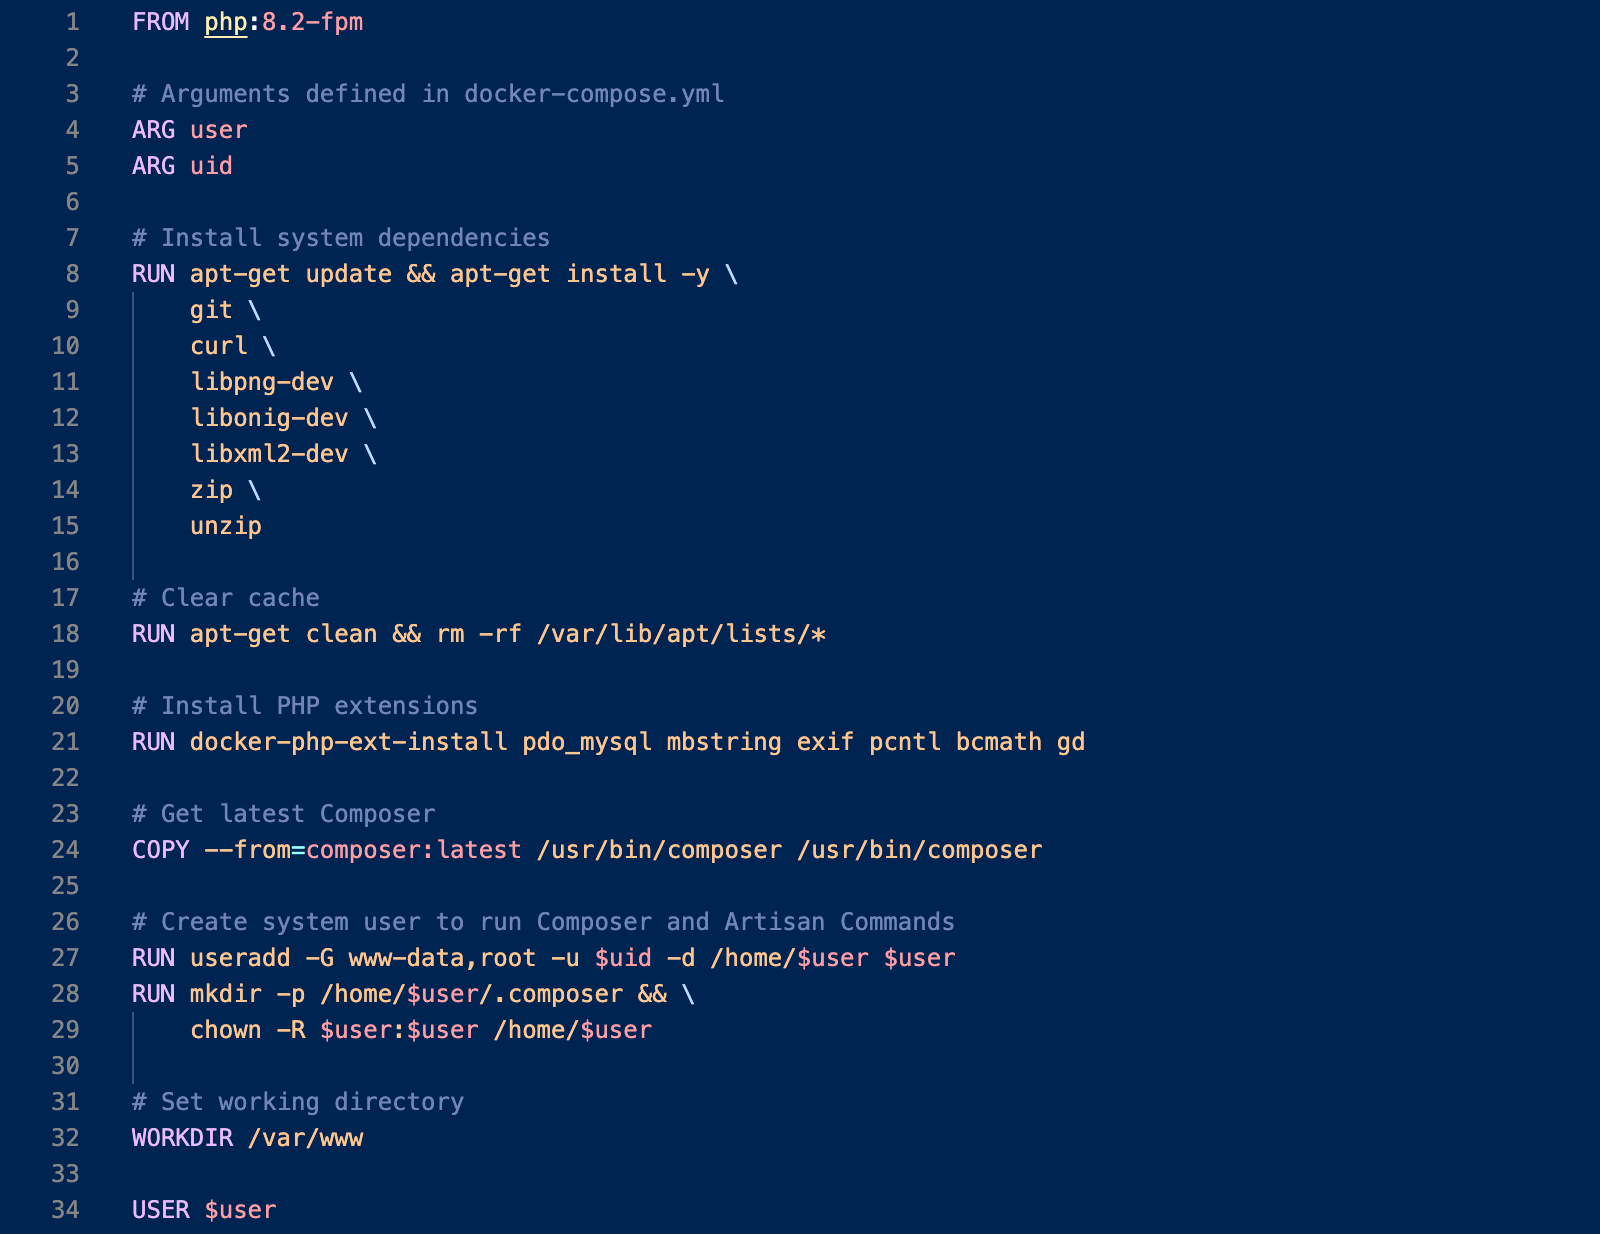 1 FROM php:8.2-fpm
2
3 # Arguments defined in docker-compose.yml
4 ARG user
5 ARG uid
6
7 # Install system dependencies
8 RUN apt-get update && apt-get install -y \
9     git \
10     curl \
11     libpng-dev \
12     libonig-dev \
13     libxml2-dev \
14     zip \
15     unzip
16
17 # Clear cache
18 RUN apt-get clean && rm -rf /var/lib/apt/lists/*
19
20 # Install PHP extensions
21 RUN docker-php-ext-install pdo_mysql mbstring exif pcntl bcmath gd
22
23 # Get latest Composer
24 COPY --from=composer:latest /usr/bin/composer /usr/bin/composer
25
26 # Create system user to run Composer and Artisan Commands
27 RUN useradd -G www-data,root -u $uid -d /home/$user $user
28 RUN mkdir -p /home/$user/.composer && \
29     chown -R $user:$user /home/$user
30
31 # Set working directory
32 WORKDIR /var/www
33
34 USER $user